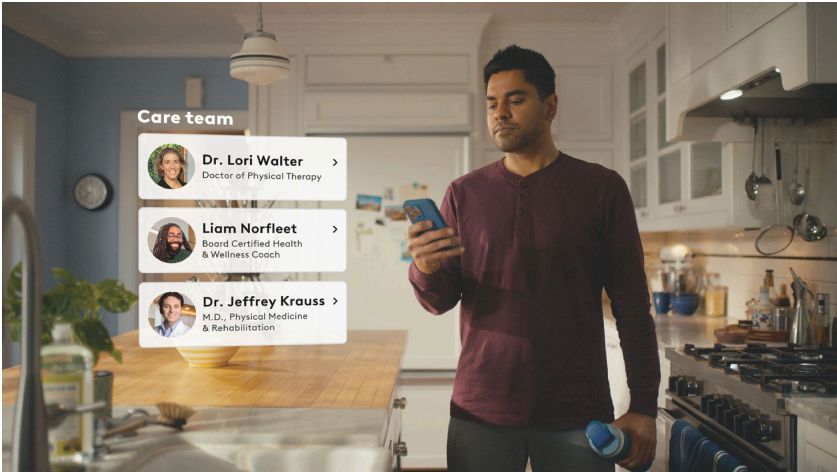 Care team
Dr. Lori Walter
Doctor of Physical Therapy
Liam Norfleet
Board Certified Health
& Wellness Coach
Dr. Jeffrey Krauss
M.D., Physical Medicine
& Rehabilitation